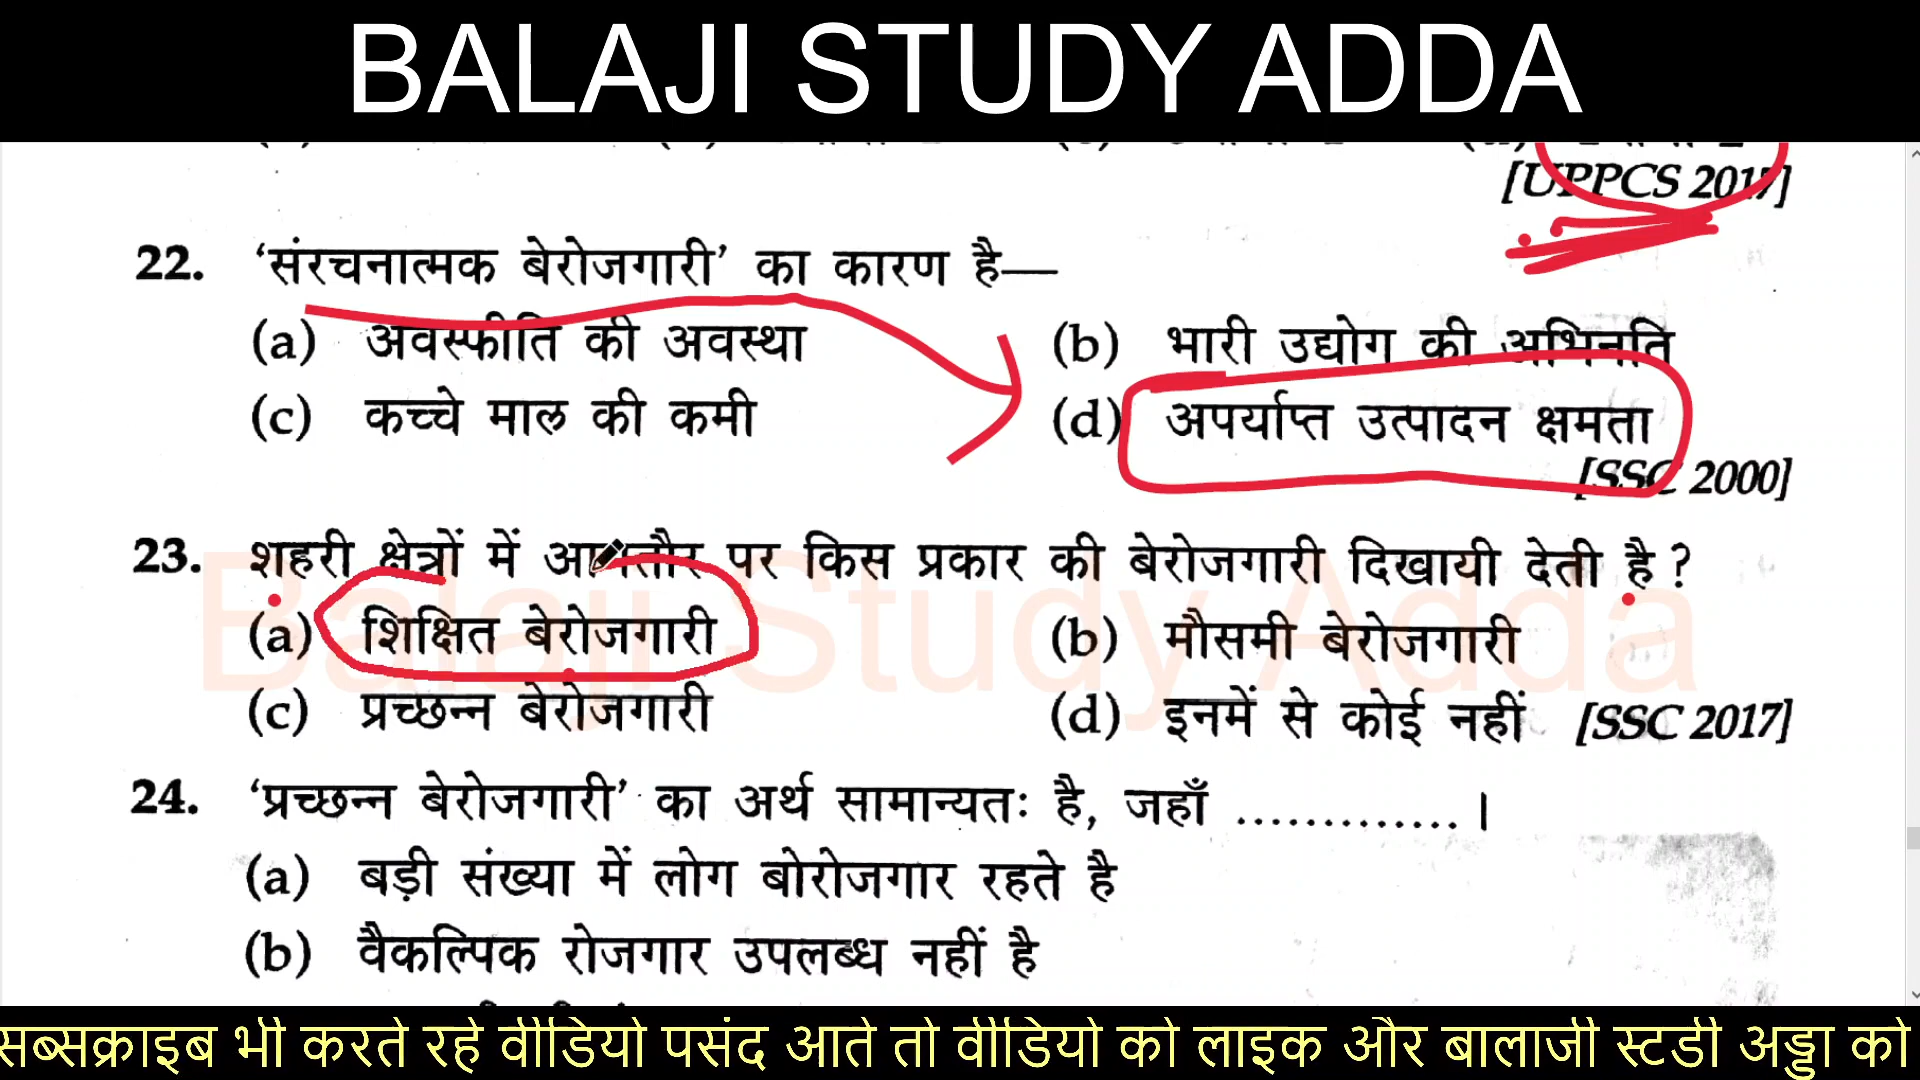 BALAJI STUDY ADDA
[UPPCS 2017]
22. ‘संरचनात्मक बेरोजगारी’ का कारण है—
(a) अवस्फीति की अवस्था (b) भारी उद्योग की अभिनति
(c) कच्चे माल की कमी (d) अपर्याप्त उत्पादन क्षमता
[SSC 2000]
23. शहरी क्षेत्रों में आमतौर पर किस प्रकार की बेरोजगारी दिखायी देती है ?
(a) शिक्षित बेरोजगारी (b) मौसमी बेरोजगारी
(c) प्रच्छन्न बेरोजगारी (d) इनमें से कोई नहीं [SSC 2017]
Balaji Study Adda
24. ‘प्रच्छन्न बेरोजगारी’ का अर्थ सामान्यतः है, जहाँ ............. ।
(a) बड़ी संख्या में लोग बोरोजगार रहते है
(b) वैकल्पिक रोजगार उपलब्ध नहीं है
सब्सक्राइब भी करते रहे वीडियो पसंद आते तो वीडियो को लाइक और बालाजी स्टडी अड्डा को